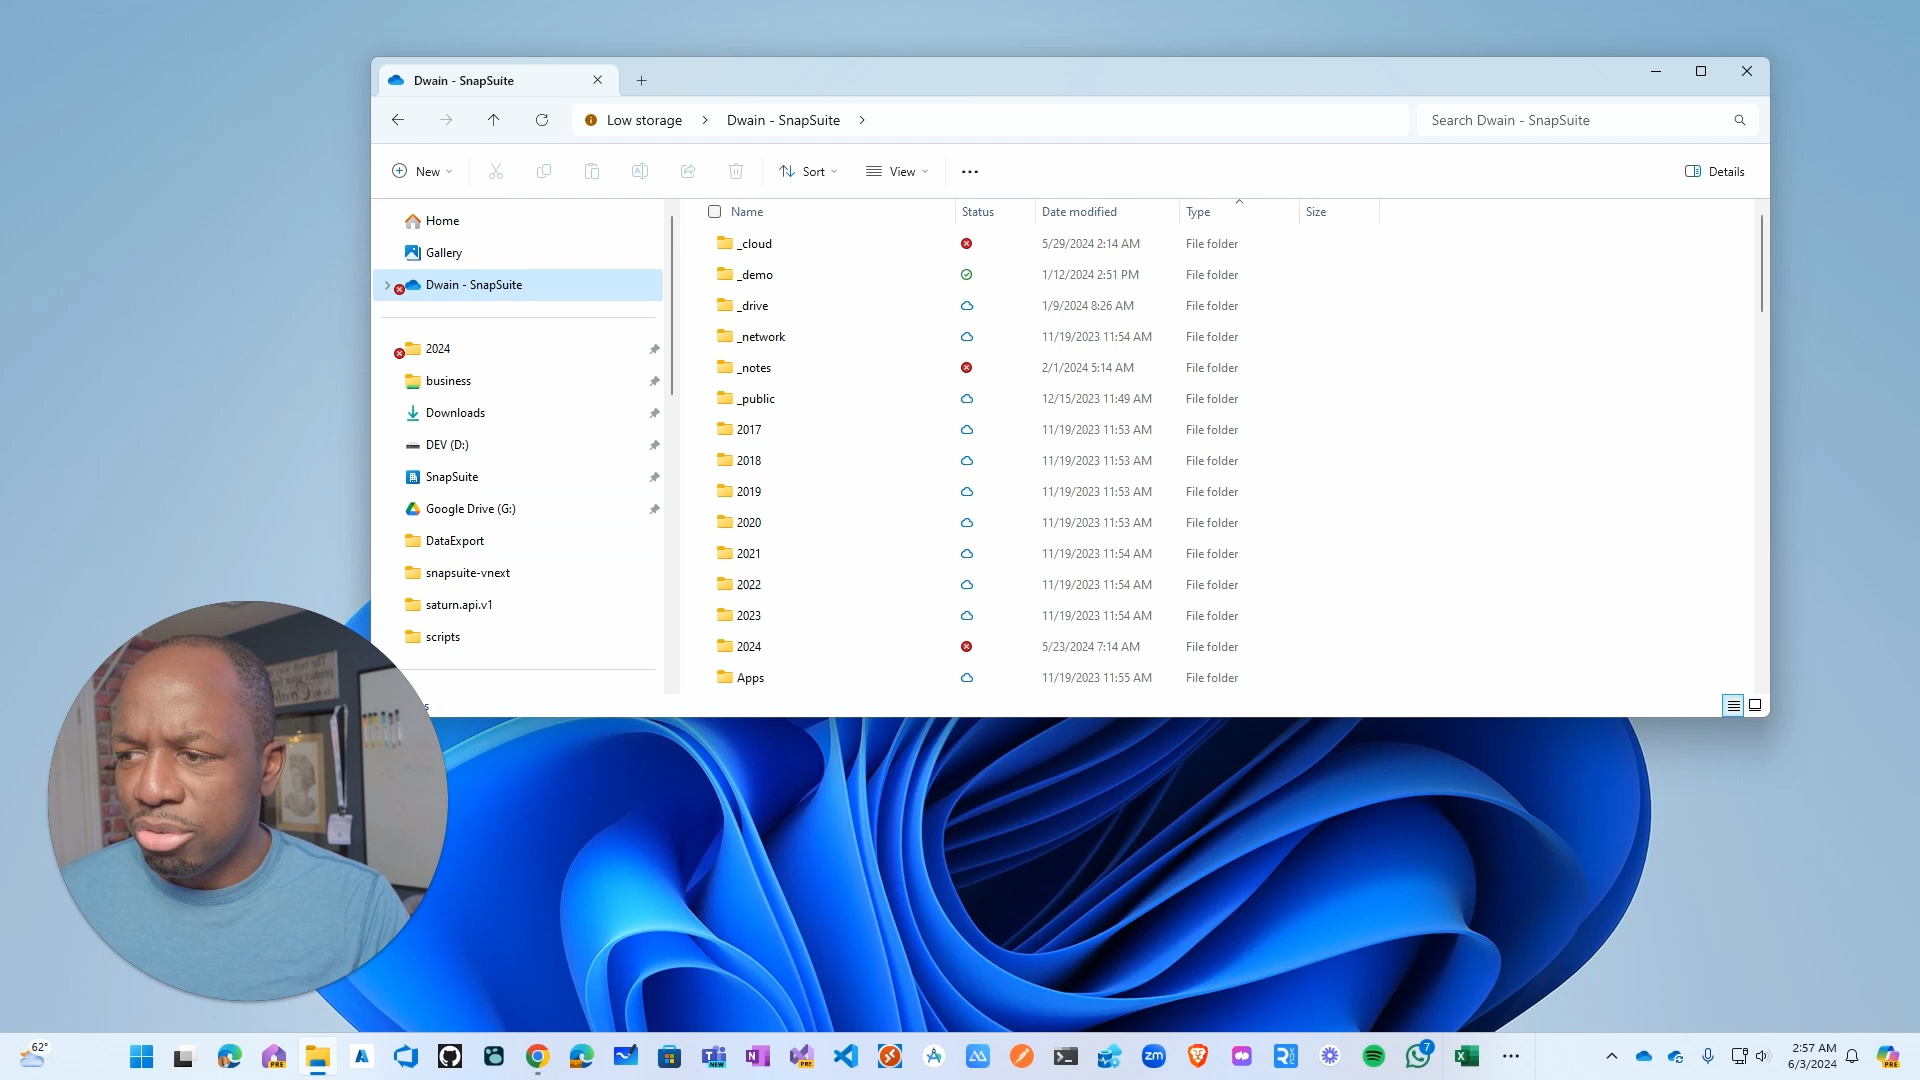 Dwain - SnapSuite
Low storage
Dwain - SnapSuite
Search Dwain - SnapSuite
New
Sort
View
Details
Home
Gallery
Dwain - SnapSuite
2024
business
Downloads
DEV (D:)
SnapSuite
Google Drive (G:)
DataExport
snapsuite-vnext
saturn.api.v1
scripts
Name Status Date modified Type Size
_cloud 5/29/2024 2:14 AM File folder
_demo 1/12/2024 2:51 PM File folder
_drive 1/9/2024 8:26 AM File folder
_network 11/19/2023 11:54 AM File folder
_notes 2/1/2024 5:14 AM File folder
_public 12/15/2023 11:49 AM File folder
2017 11/19/2023 11:53 AM File folder
2018 11/19/2023 11:53 AM File folder
2019 11/19/2023 11:53 AM File folder
2020 11/19/2023 11:53 AM File folder
2021 11/19/2023 11:54 AM File folder
2022 11/19/2023 11:54 AM File folder
2023 11/19/2023 11:54 AM File folder
2024 5/23/2024 7:14 AM File folder
Apps 11/19/2023 11:55 AM File folder
62°
PRE
NEW
PRE
zm
7
2:57 AM
6/3/2024
PRE